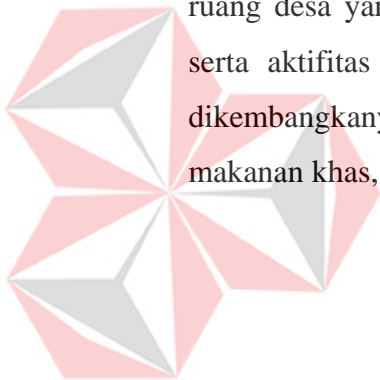 ruang desa yan
serta aktifitas
dikembangkany
makanan khas,